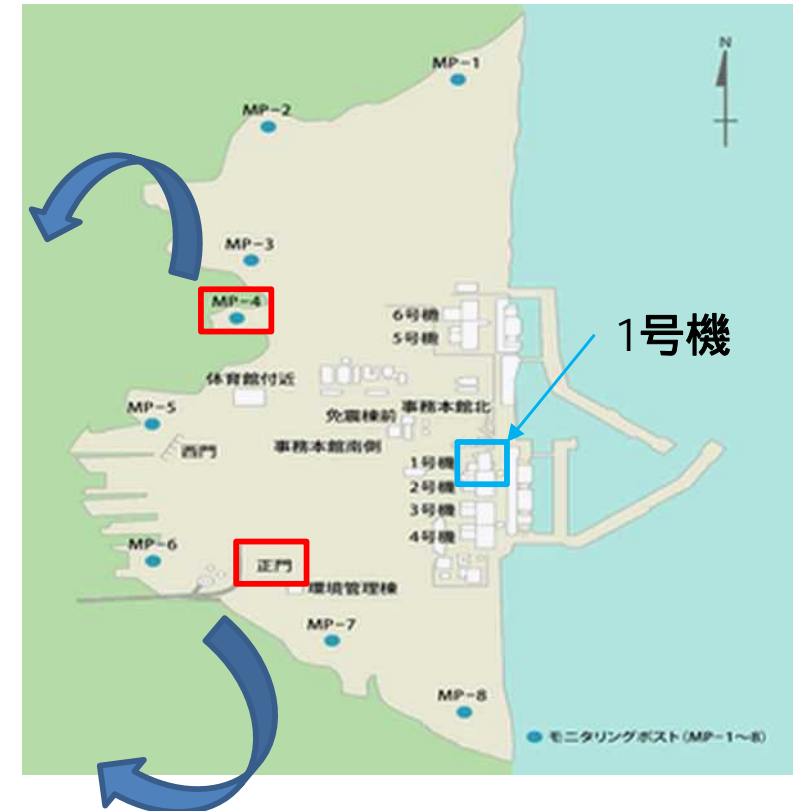 N
MP-1
MP-2
MP-3
MP-4
6号機
5号機
1号機
体育館付近
MP-5
免震棟前
事務本館北
西門
事務本館南側
1号機
2号機
3号機
4号機
MP-6
正門
環境管理棟
MP-7
MP-8
モニタリングポスト(MP-1~8)